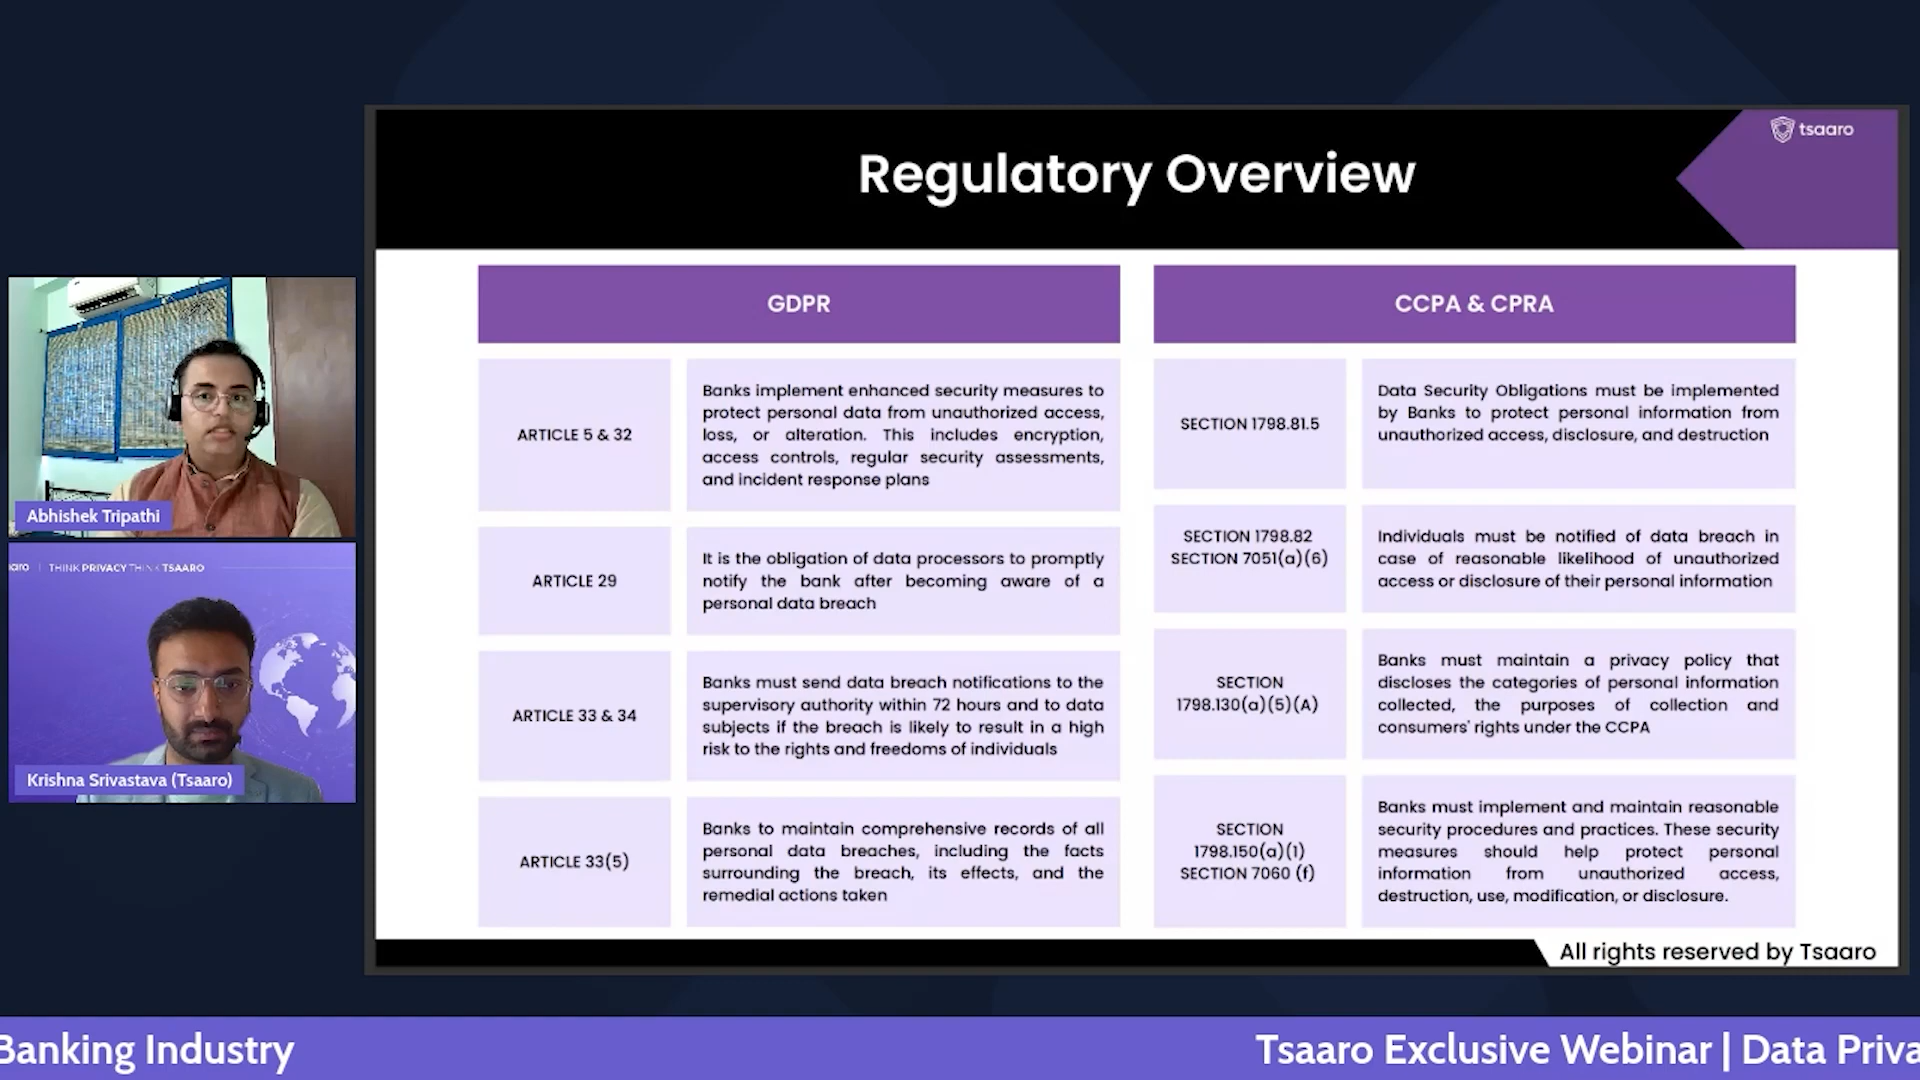 tsaaro
Regulatory Overview
GDPR
ARTICLE 5 & 32
Banks implement enhanced security measures to
protect personal data from unauthorized access,
loss, or alteration. This includes encryption,
access controls, regular security assessments,
and incident response plans
ARTICLE 29
It is the obligation of data processors to promptly
notify the bank after becoming aware of a
personal data breach
ARTICLE 33 & 34
Banks must send data breach notifications to the
supervisory authority within 72 hours and to data
subjects if the breach is likely to result in a high
risk to the rights and freedoms of individuals
ARTICLE 33(5)
Banks to maintain comprehensive records of all
personal data breaches, including the facts
surrounding the breach, its effects, and the
remedial actions taken
CCPA & CPRA
SECTION 1798.81.5
Data Security Obligations must be implemented
by Banks to protect personal information from
unauthorized access, disclosure, and destruction
SECTION 1798.82
SECTION 7051(a)(6)
Individuals must be notified of data breach in
case of reasonable likelihood of unauthorized
access or disclosure of their personal information
SECTION
1798.130(a)(5)(A)
Banks must maintain a privacy policy that
discloses the categories of personal information
collected, the purposes of collection and
consumers' rights under the CCPA
SECTION
1798.150(a)(1)
SECTION 7060 (f)
Banks must implement and maintain reasonable
security procedures and practices. These security
measures should help protect personal
information from unauthorized access,
destruction, use, modification, or disclosure.
All rights reserved by Tsaaro
Abhishek Tripathi
aro | THINK PRIVACY THINK TSAARO
Krishna Srivastava (Tsaaro)
Banking Industry
Tsaaro Exclusive Webinar | Data Priva